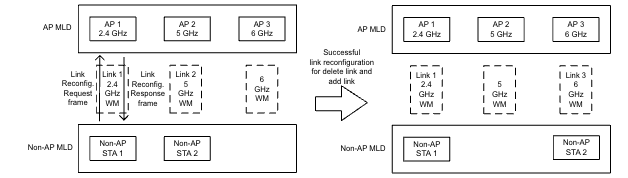 AP MLD
AP 1
2.4 GHz
AP 2
5 GHz
AP 3
6 GHz
Link
Reconfig.
Request
frame
Link 1
2.4
GHz
WM
Link
Reconfig.
Response
frame
Link 2
5
GHz
WM
6
GHz
WM
Non-AP MLD
Non-AP
STA 1
Non-AP
STA 2
Successful
link reconfiguration
for delete link and
add link
AP MLD
AP 1
2.4 GHz
AP 2
5 GHz
AP 3
6 GHz
Link 1
2.4
GHz
WM
5
GHz
WM
Link 3
6
GHz
WM
Non-AP MLD
Non-AP
STA 1
Non-AP
STA 2